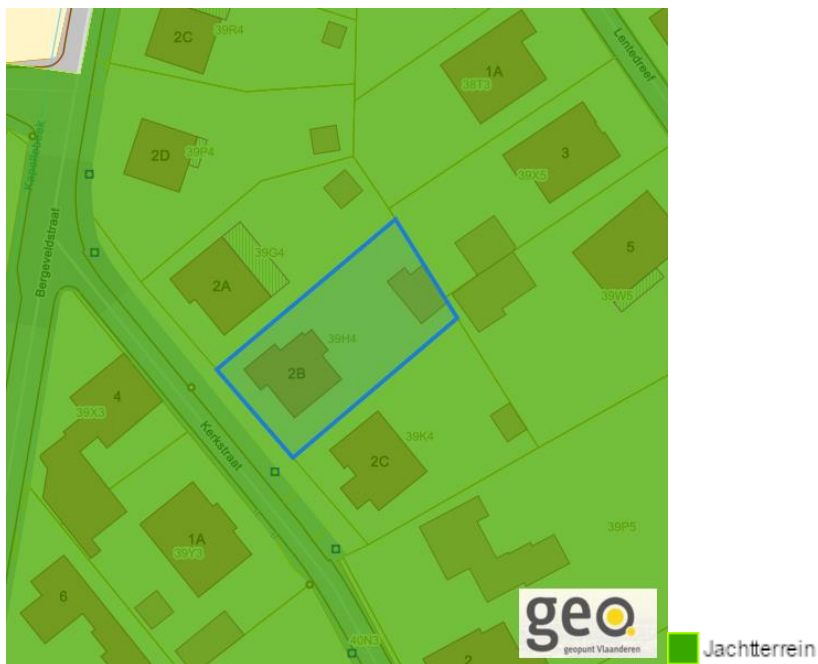 2C
39R4
Lentedreef
1A
38T3
2D
39P4
3
39X5
Kapellebeek
Bergeveldstraat
39G4
2A
5
39W5
39H4
2B
4
39X3
Kerkstraat
39K4
2C
39P5
1A
39Y3
6
40N3
2
geo
geopunt Vlaanderen
Jachtterrein